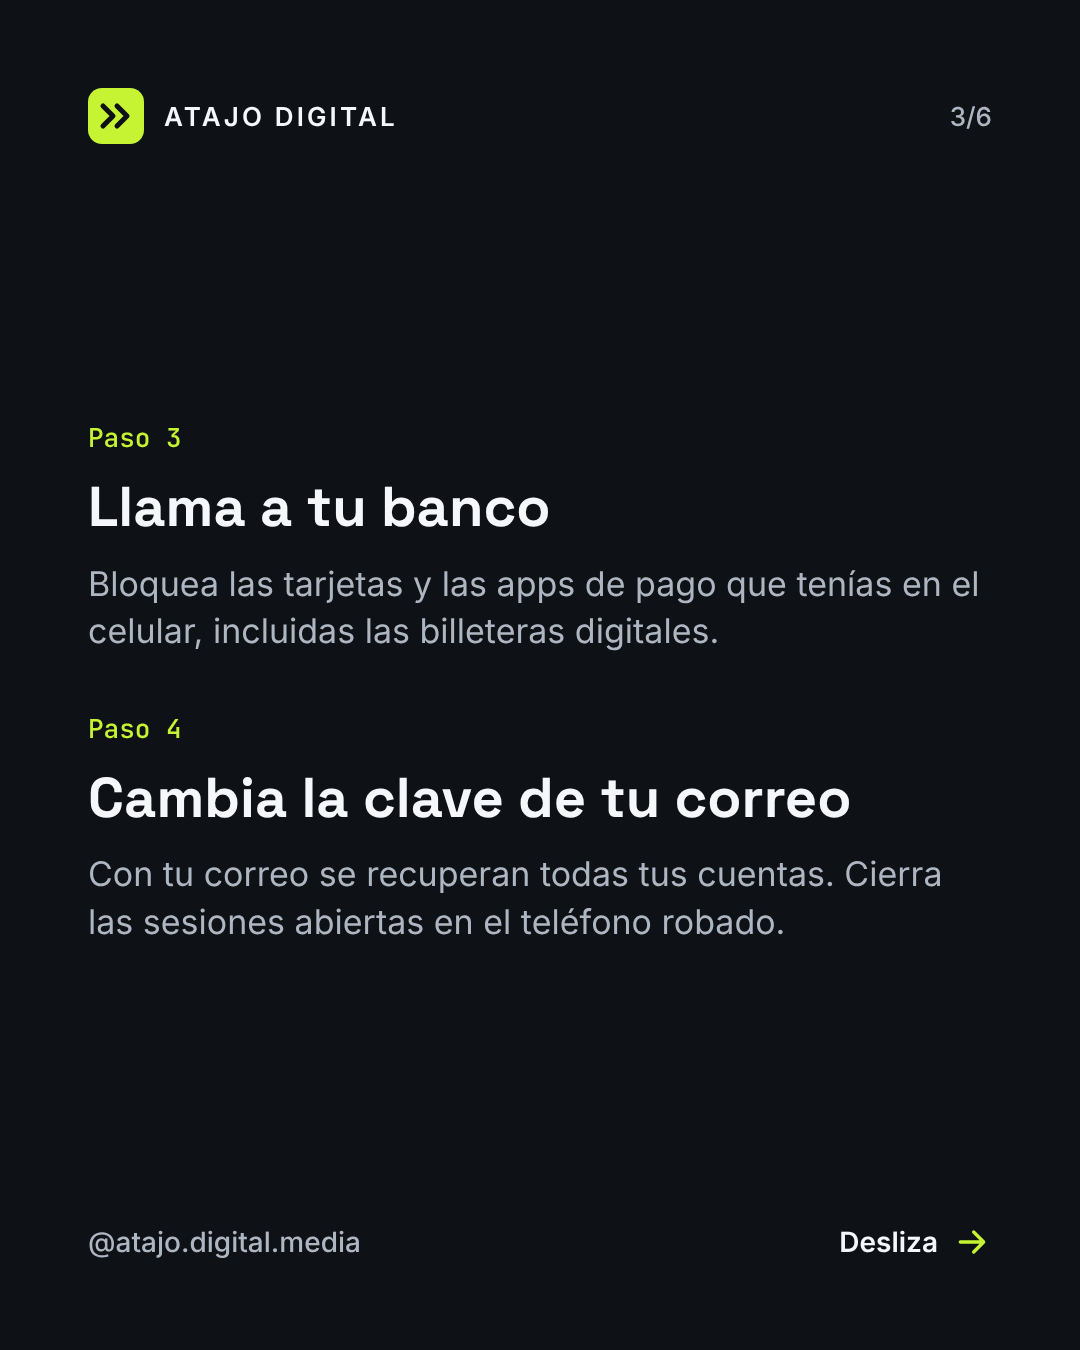 ATAJO DIGITAL
3/6
Paso 3
Llama a tu banco
Bloquea las tarjetas y las apps de pago que tenías en el
celular, incluidas las billeteras digitales.
Paso 4
Cambia la clave de tu correo
Con tu correo se recuperan todas tus cuentas. Cierra
las sesiones abiertas en el teléfono robado.
@atajo.digital.media
Desliza →